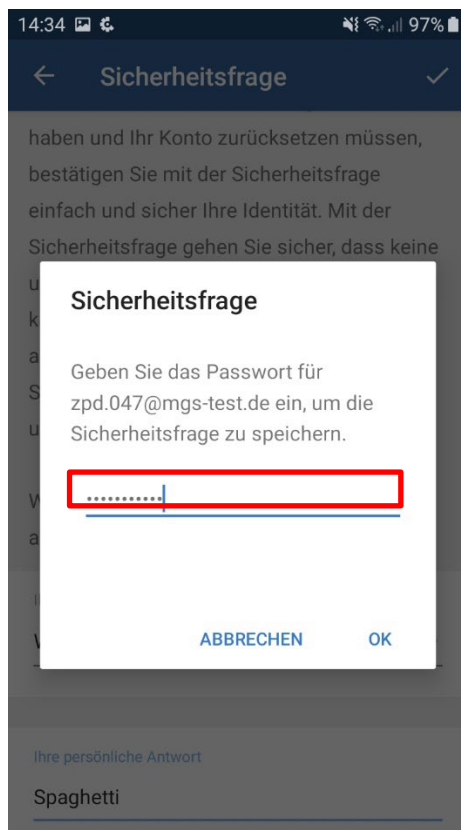 14:34 97%
Sicherheitsfrage
haben und Ihr Konto zurücksetzen müssen,
bestätigen Sie mit der Sicherheitsfrage
einfach und sicher Ihre Identität. Mit der
Sicherheitsfrage gehen Sie sicher, dass keine
Sicherheitsfrage
Geben Sie das Passwort für
zpd.047@mgs-test.de ein, um die
Sicherheitsfrage zu speichern.
•••••••••••
ABBRECHEN OK
Ihre persönliche Antwort
Spaghetti